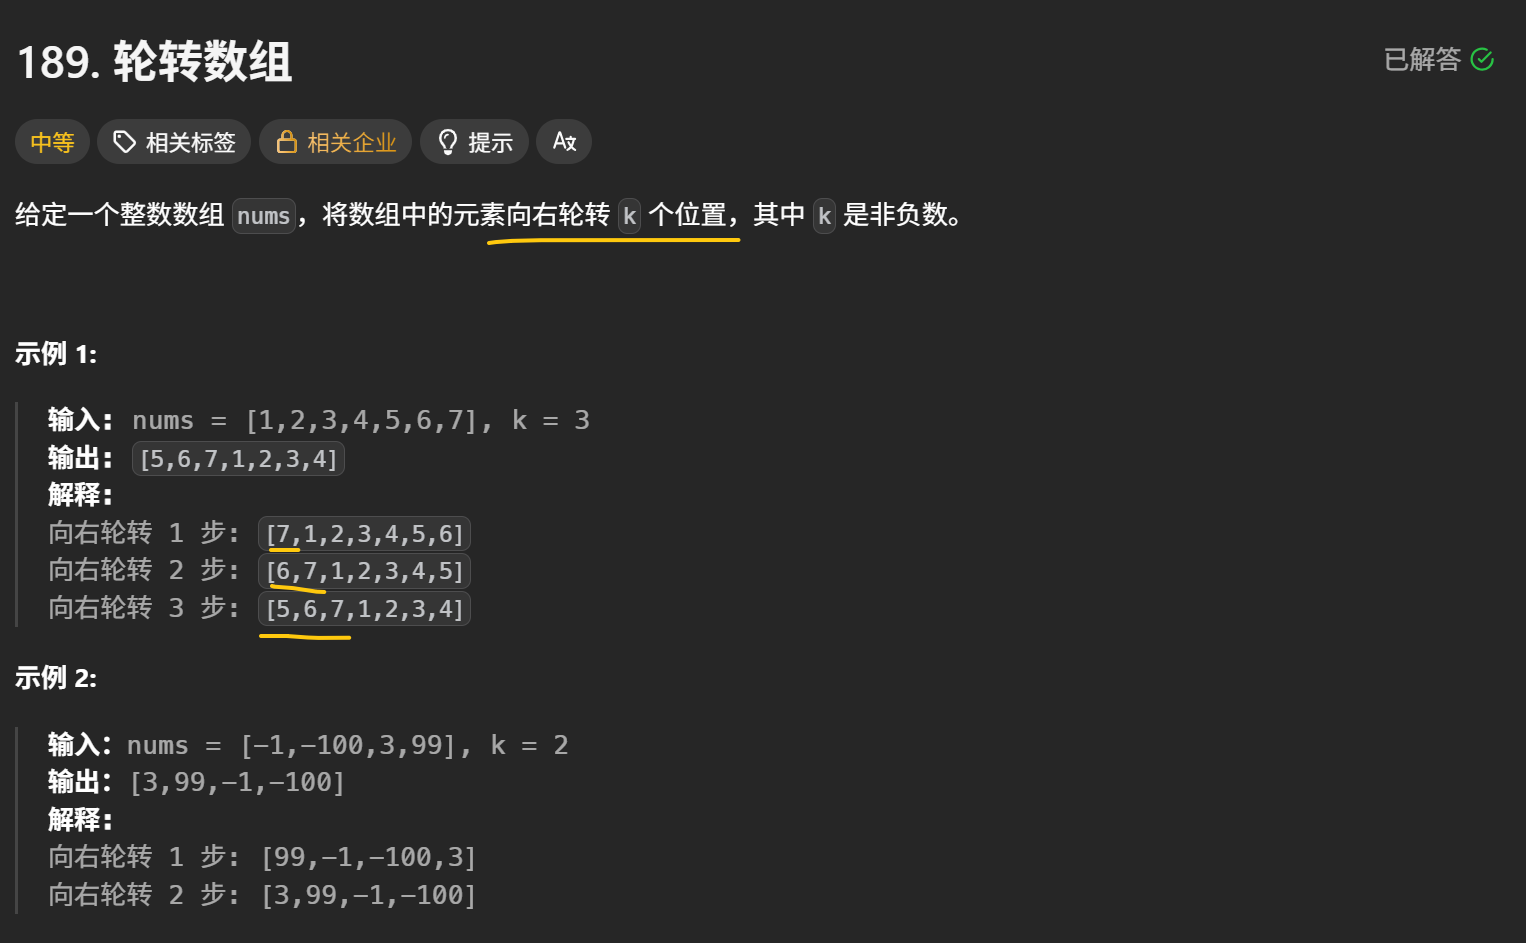 189. 轮转数组
已解答
中等 相关标签 相关企业 提示
给定一个整数数组 nums，将数组中的元素向右轮转 k 个位置，其中 k 是非负数。
示例 1:
输入: nums = [1,2,3,4,5,6,7], k = 3
输出: [5,6,7,1,2,3,4]
解释:
向右轮转 1 步: [7,1,2,3,4,5,6]
向右轮转 2 步: [6,7,1,2,3,4,5]
向右轮转 3 步: [5,6,7,1,2,3,4]
示例 2:
输入：nums = [-1,-100,3,99], k = 2
输出：[3,99,-1,-100]
解释:
向右轮转 1 步: [99,-1,-100,3]
向右轮转 2 步: [3,99,-1,-100]